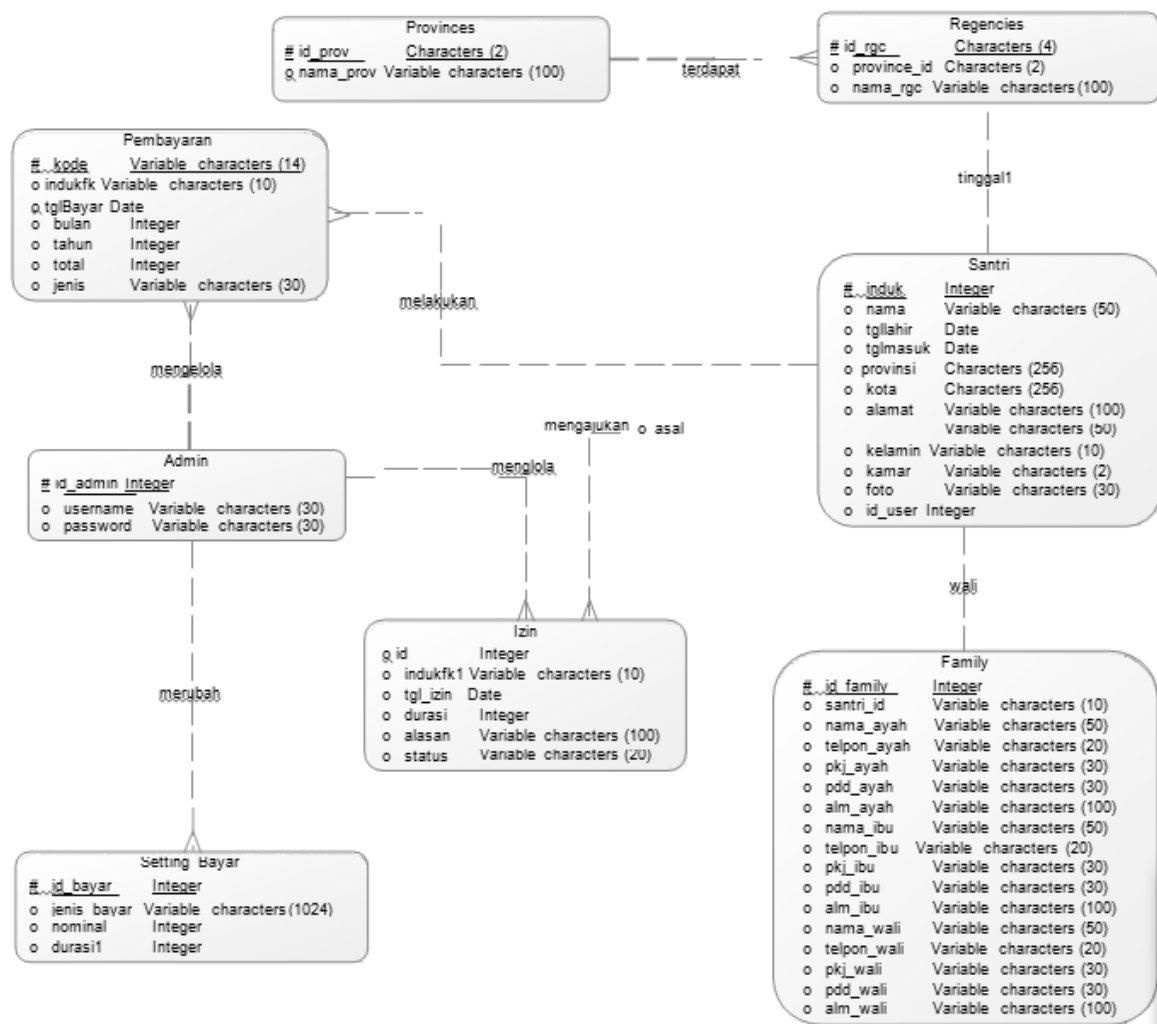 Provinces
# id_prov Characters (2)
o nama_prov Variable characters (100)
terdapat
Regencies
# id_rgc Characters (4)
o province_id Characters (2)
o nama_rgc Variable characters (100)
Pembayaran
# kode Variable characters (14)
o indukfk Variable characters (10)
o tglBayar Date
o bulan Integer
o tahun Integer
o total Integer
o jenis Variable characters (30)
tinggal1
melakukan
Santri
# induk Integer
o nama Variable characters (50)
o tgllahir Date
o tglmasuk Date
o provinsi Characters (256)
o kota Characters (256)
o alamat Variable characters (100)
Variable characters (50)
o kelamin Variable characters (10)
o kamar Variable characters (2)
o foto Variable characters (30)
o id_user Integer
mengelola
mengajukan o asal
menglola
Admin
# id_admin Integer
o username Variable characters (30)
o password Variable characters (30)
wali
merubah
Izin
o id Integer
o indukfk1 Variable characters (10)
o tgl_izin Date
o durasi Integer
o alasan Variable characters (100)
o status Variable characters (20)
Family
# id_family Integer
o santri_id Variable characters (10)
o nama_ayah Variable characters (50)
o telpon_ayah Variable characters (20)
o pkj_ayah Variable characters (30)
o pdd_ayah Variable characters (30)
o alm_ayah Variable characters (100)
o nama_ibu Variable characters (50)
o telpon_ibu Variable characters (20)
o pkj_ibu Variable characters (30)
o pdd_ibu Variable characters (30)
o alm_ibu Variable characters (100)
o nama_wali Variable characters (50)
o telpon_wali Variable characters (20)
o pkj_wali Variable characters (30)
o pdd_wali Variable characters (30)
o alm_wali Variable characters (100)
Setting Bayar
# id_bayar Integer
o jenis bayar Variable characters (1024)
o nominal Integer
o durasi1 Integer